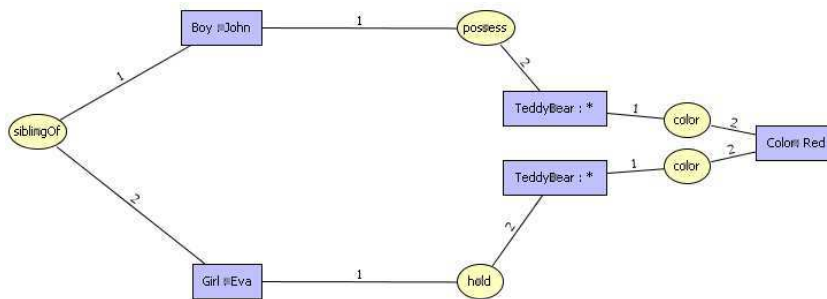 Boy : John
1
possess
1
2
TeddyBear : *
1
color
2
siblingOf
Color : Red
TeddyBear : *
1
color
2
2
2
Girl : Eva
1
hold